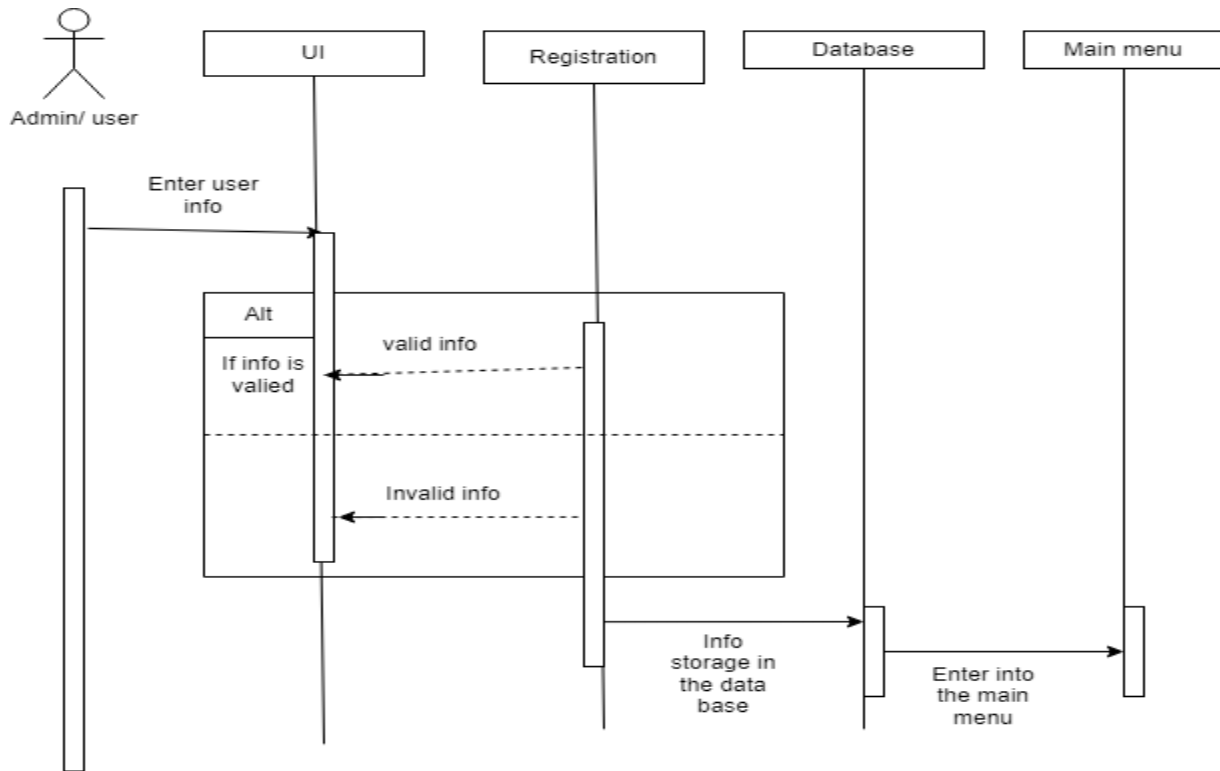 UI
Registration
Database
Main menu
Admin/ user
Enter user
info
Alt
If info is
valied
valid info
Invalid info
Info
storage in
the data
base
Enter into
the main
menu